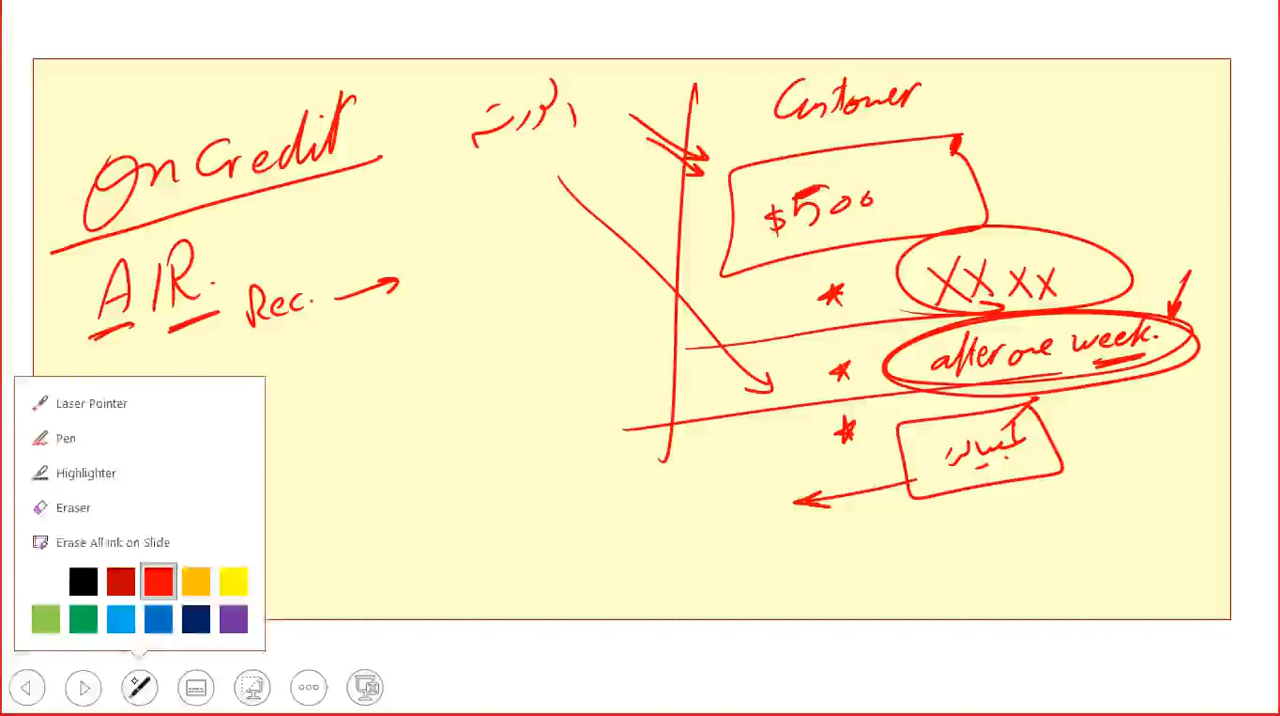 On Credit
A/R.
Rec.
Customer
$500
XXXX
after one week.
كمبيالة
Laser Pointer
Pen
Highlighter
Eraser
Erase All Ink on Slide